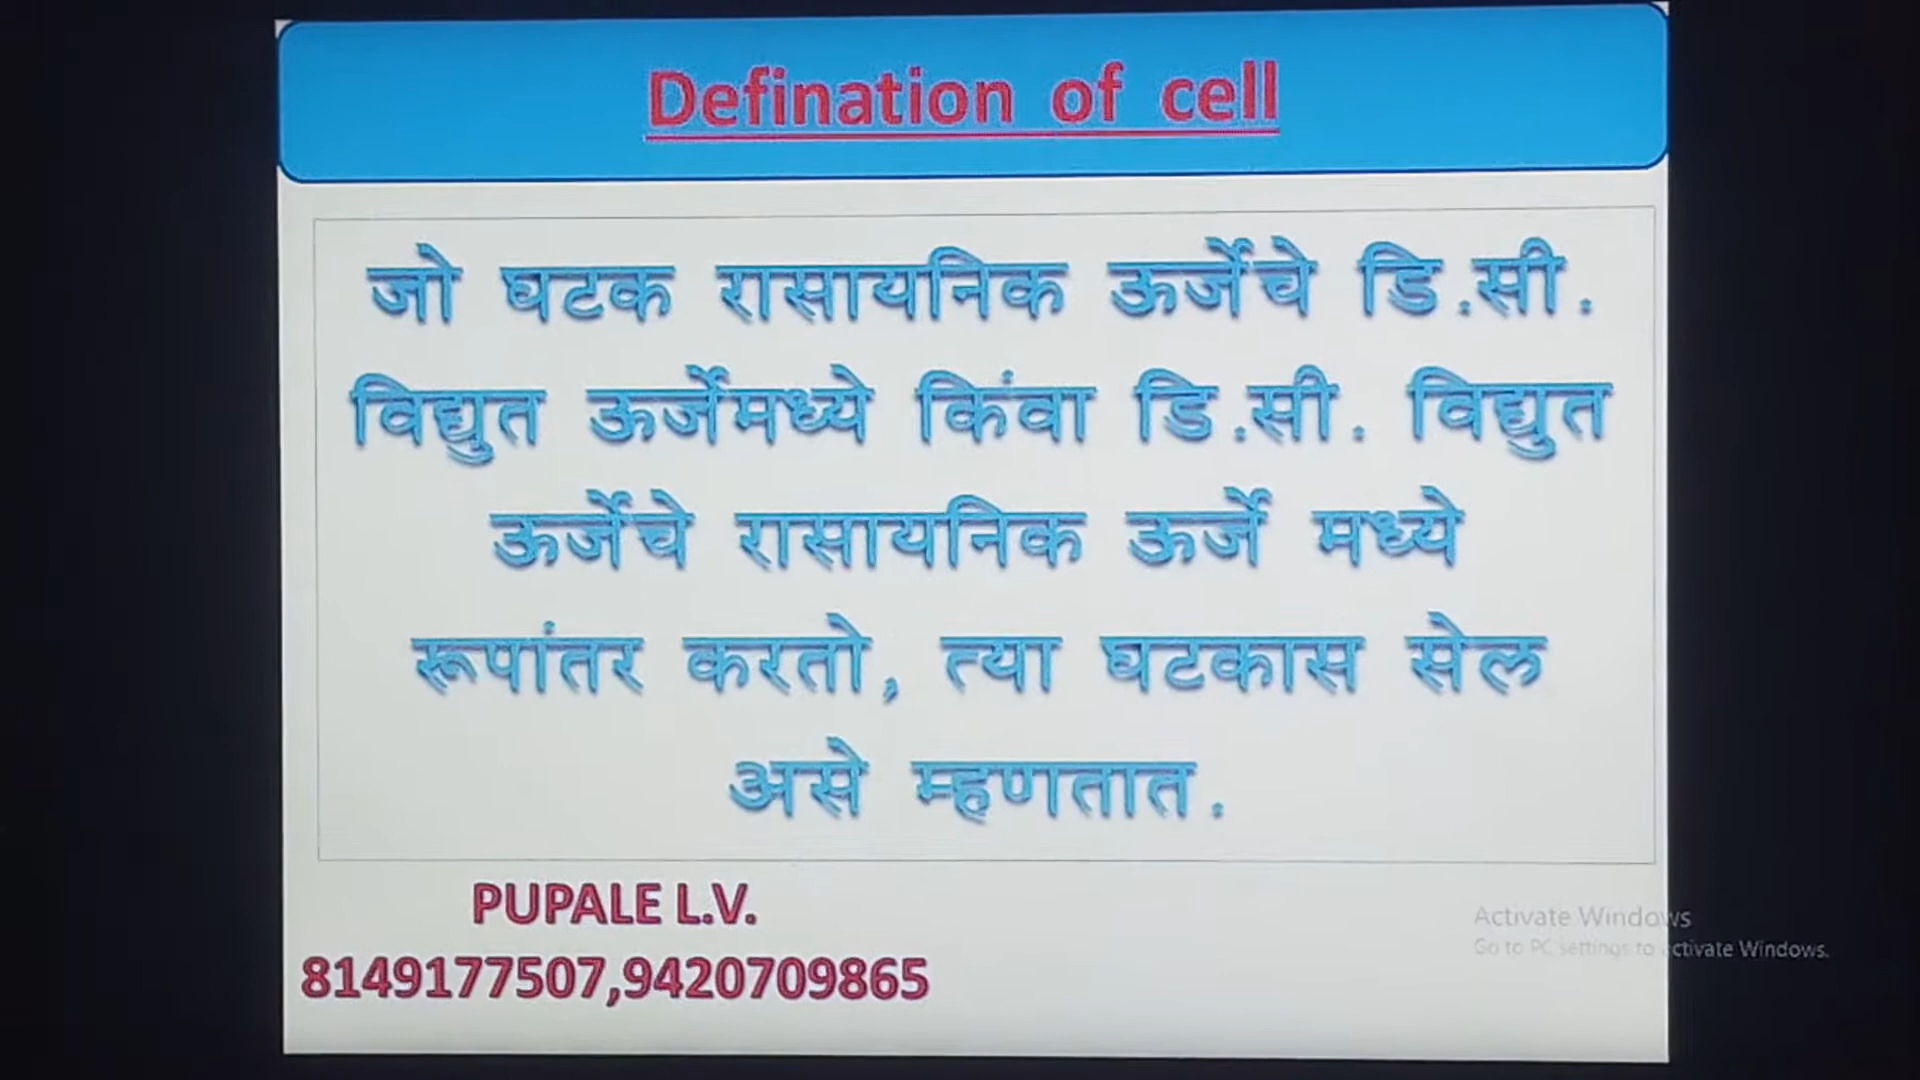 Defination of cell
जो घटक रासायनिक ऊर्जेचे डि.सी.
विद्युत ऊर्जेमध्ये किंवा डि.सी. विद्युत
ऊर्जेचे रासायनिक ऊर्जे मध्ये
रूपांतर करतो, त्या घटकास सेल
असे म्हणतात.
PUPALE L.V.
8149177507,9420709865
Activate Windows
Go to PC settings to activate Windows.